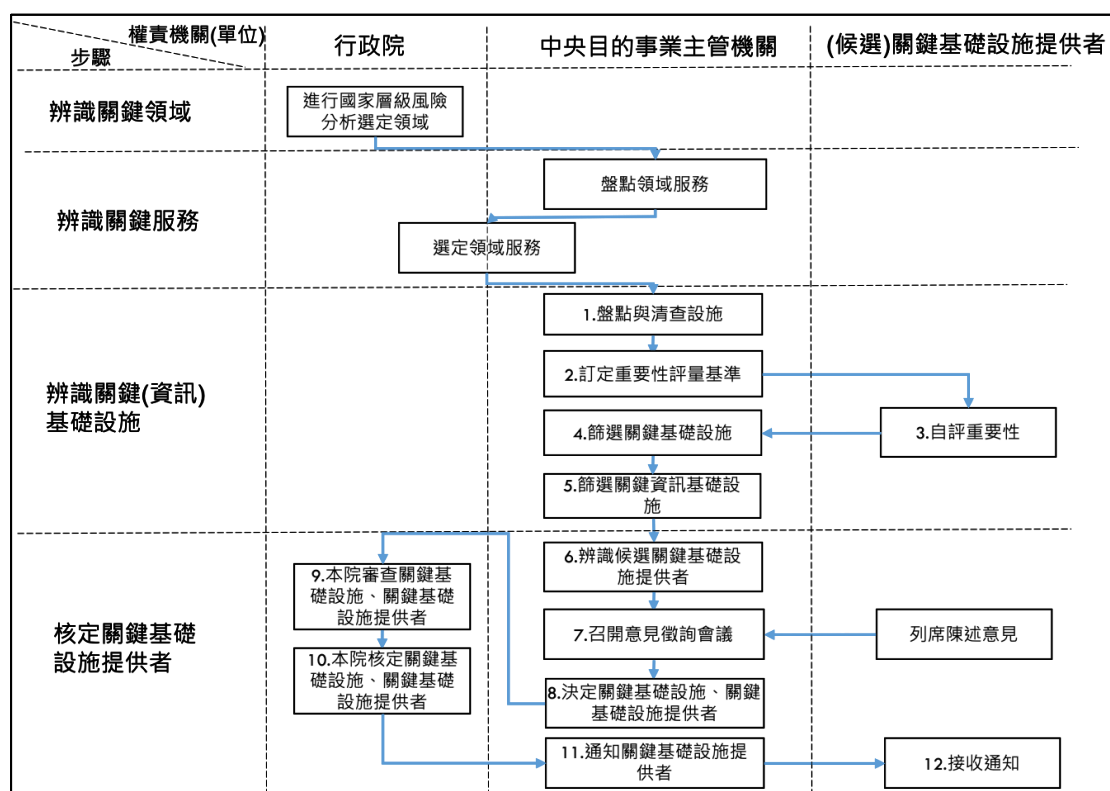 權責機關(單位)
步驟
行政院
中央目的事業主管機關
(候選)關鍵基礎設施提供者
辨識關鍵領域
進行國家層級風險
分析選定領域
辨識關鍵服務
盤點領域服務
選定領域服務
辨識關鍵(資訊)
基礎設施
1.盤點與清查設施
2.訂定重要性評量基準
3.自評重要性
4.篩選關鍵基礎設施
5.篩選關鍵資訊基礎設
施
核定關鍵基礎
設施提供者
6.辨識候選關鍵基礎設
施提供者
7.召開意見徵詢會議
列席陳述意見
8.決定關鍵基礎設施、關鍵
基礎設施提供者
9.本院審查關鍵基
礎設施、關鍵基礎
設施提供者
10.本院核定關鍵基
礎設施、關鍵基礎
設施提供者
11.通知關鍵基礎設施提
供者
12.接收通知